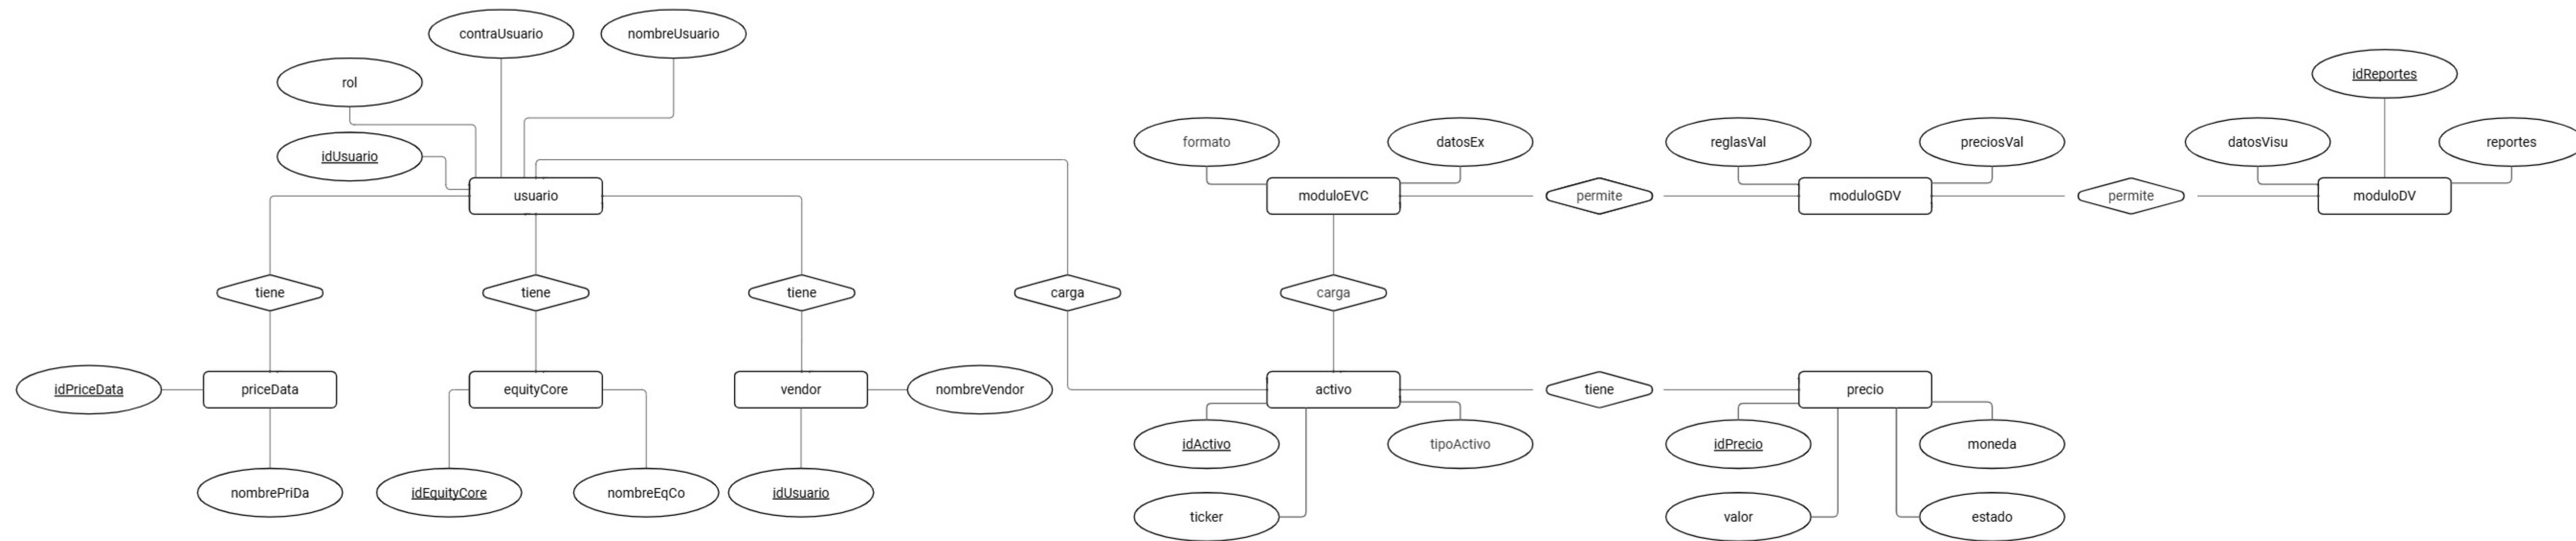 contraUsuario
nombreUsuario
rol
idReportes
formato
datosEx
reglasVal
preciosVal
datosVisu
reportes
idUsuario
usuario
moduloEVC
permite
moduloGDV
permite
moduloDV
tiene
tiene
tiene
carga
carga
idPriceData
priceData
equityCore
vendor
nombreVendor
activo
tiene
precio
idActivo
tipoActivo
idPrecio
moneda
nombrePriDa
idEquityCore
nombreEqCo
idUsuario
ticker
valor
estado